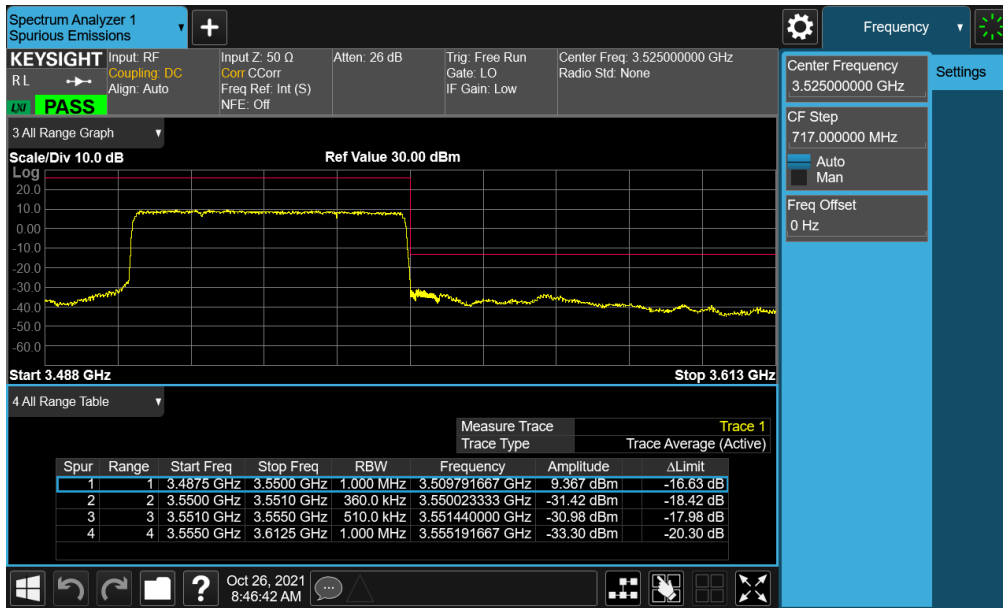 Spectrum Analyzer 1
Spurious Emissions
+
Frequency
KEYSIGHT Input: RF Input Z: 50 Ω Atten: 26 dB Trig: Free Run Center Freq: 3.525000000 GHz
R L Coupling: DC Corr CCorr Gate: LO Radio Std: None
Align: Auto Freq Ref: Int (S) IF Gain: Low
LXI PASS NFE: Off
Center Frequency
3.525000000 GHz
Settings
CF Step
717.000000 MHz
Auto
Man
Freq Offset
0 Hz
3 All Range Graph
Scale/Div 10.0 dB Ref Value 30.00 dBm
Log
20.0
10.0
0.00
-10.0
-20.0
-30.0
-40.0
-50.0
-60.0
Start 3.488 GHz Stop 3.613 GHz
4 All Range Table
Measure Trace Trace 1
Trace Type Trace Average (Active)
Spur Range Start Freq Stop Freq RBW Frequency Amplitude ΔLimit
1 1 3.4875 GHz 3.5500 GHz 1.000 MHz 3.509791667 GHz 9.367 dBm -16.63 dB
2 2 3.5500 GHz 3.5510 GHz 360.0 kHz 3.550023333 GHz -31.42 dBm -18.42 dB
3 3 3.5510 GHz 3.5550 GHz 510.0 kHz 3.551440000 GHz -30.98 dBm -17.98 dB
4 4 3.5550 GHz 3.6125 GHz 1.000 MHz 3.555191667 GHz -33.30 dBm -20.30 dB
? Oct 26, 2021
8:46:42 AM